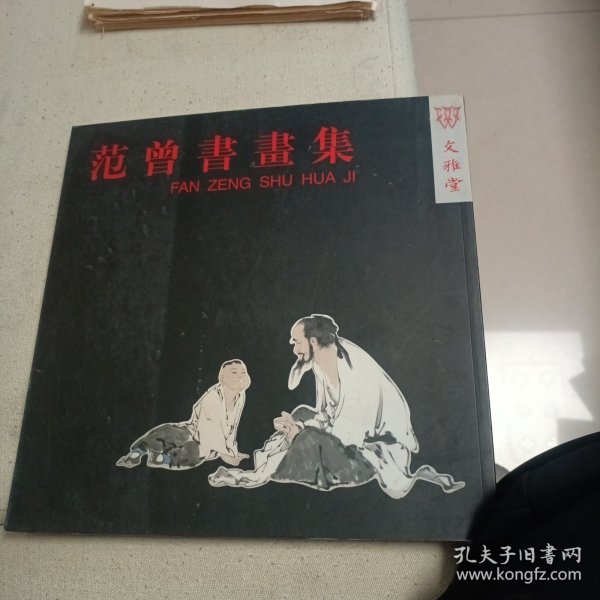 范曾書畫集
FAN ZENG SHU HUA JI
文雅堂
孔夫子旧書网
www.kongfz.com